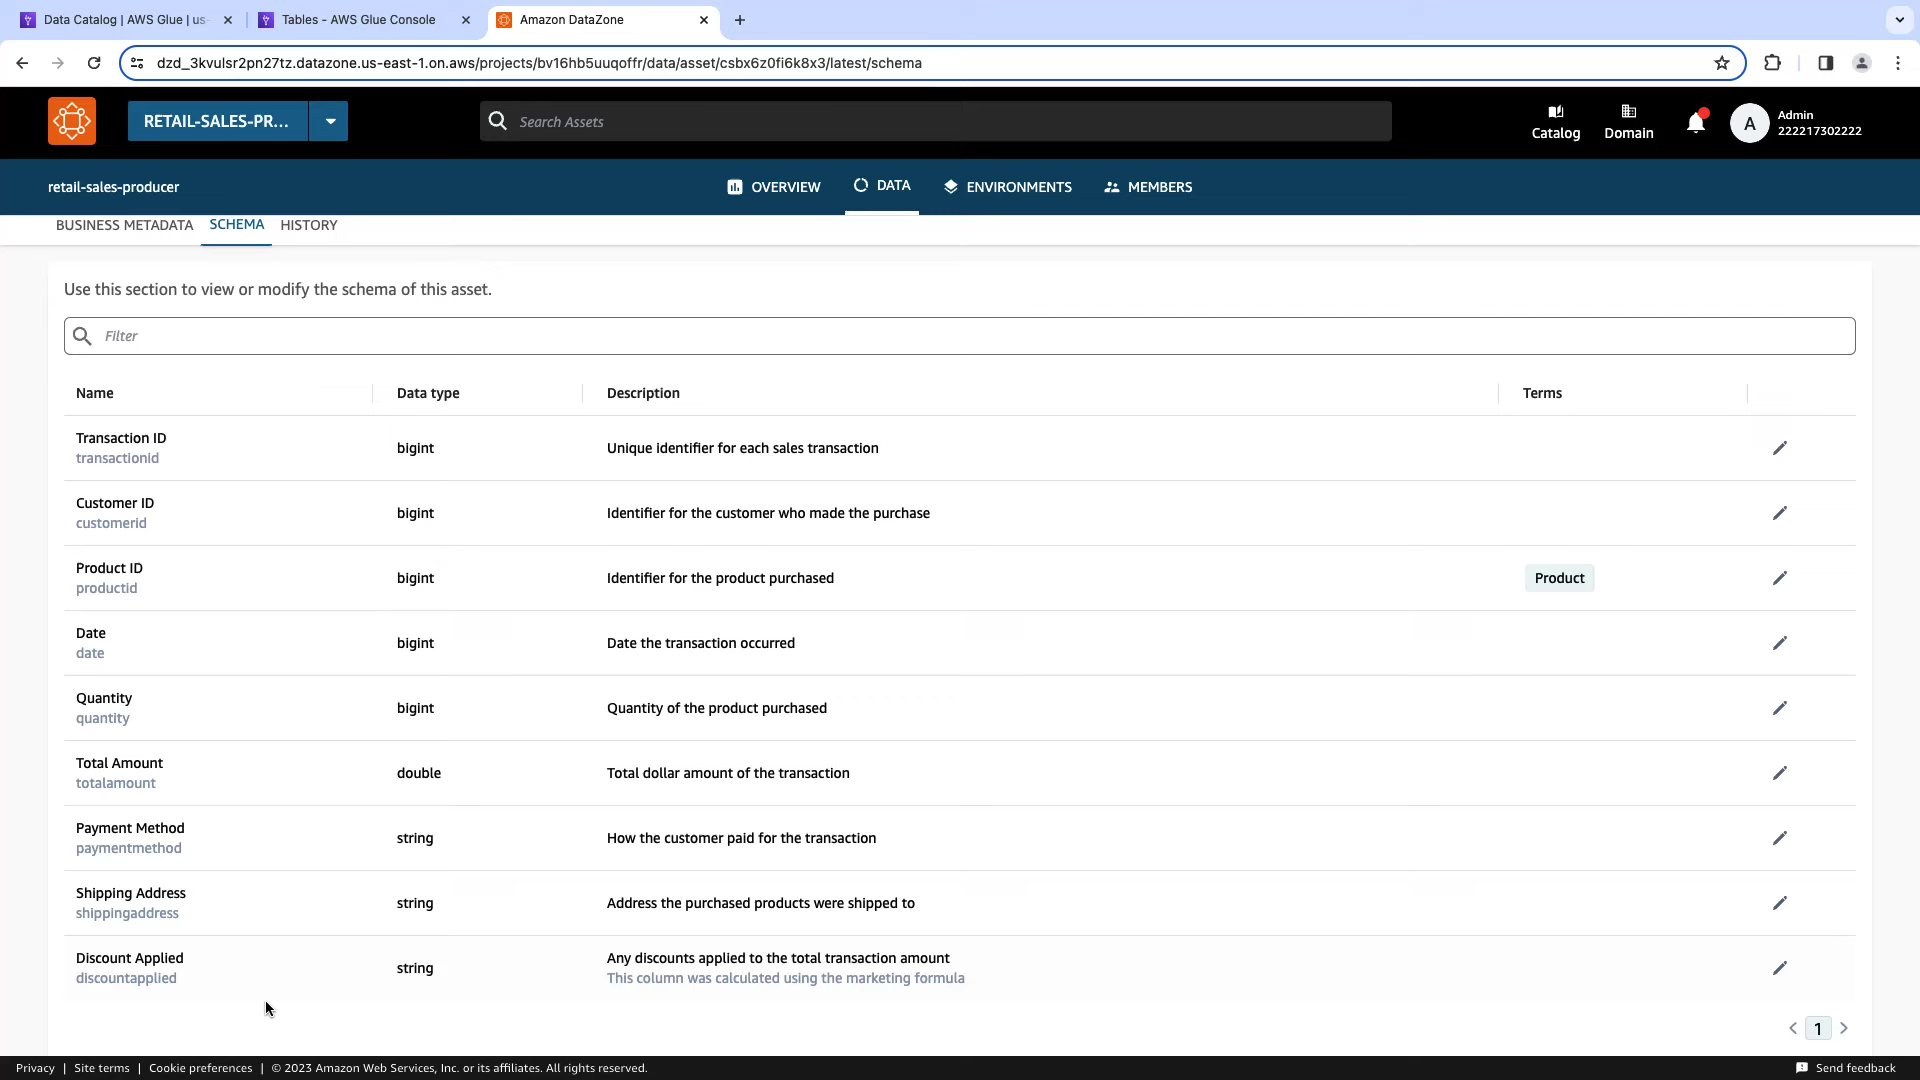 Data Catalog | AWS Glue | us-
Tables - AWS Glue Console
Amazon DataZone
dzd_3kvulsr2pn27tz.datazone.us-east-1.on.aws/projects/bv16hb5uuqoffr/data/asset/csbx6z0fi6k8x3/latest/schema
RETAIL-SALES-PR...
Search Assets
Catalog
Domain
A
Admin
222217302222
retail-sales-producer
OVERVIEW
DATA
ENVIRONMENTS
MEMBERS
BUSINESS METADATA
SCHEMA
HISTORY
Use this section to view or modify the schema of this asset.
Filter
Name
Data type
Description
Terms
Transaction ID
transactionid
bigint
Unique identifier for each sales transaction
Customer ID
customerid
bigint
Identifier for the customer who made the purchase
Product ID
productid
bigint
Identifier for the product purchased
Product
Date
date
bigint
Date the transaction occurred
Quantity
quantity
bigint
Quantity of the product purchased
Total Amount
totalamount
double
Total dollar amount of the transaction
Payment Method
paymentmethod
string
How the customer paid for the transaction
Shipping Address
shippingaddress
string
Address the purchased products were shipped to
Discount Applied
discountapplied
string
Any discounts applied to the total transaction amount
This column was calculated using the marketing formula
1
Privacy | Site terms | Cookie preferences | © 2023 Amazon Web Services, Inc. or its affiliates. All rights reserved.
Send feedback